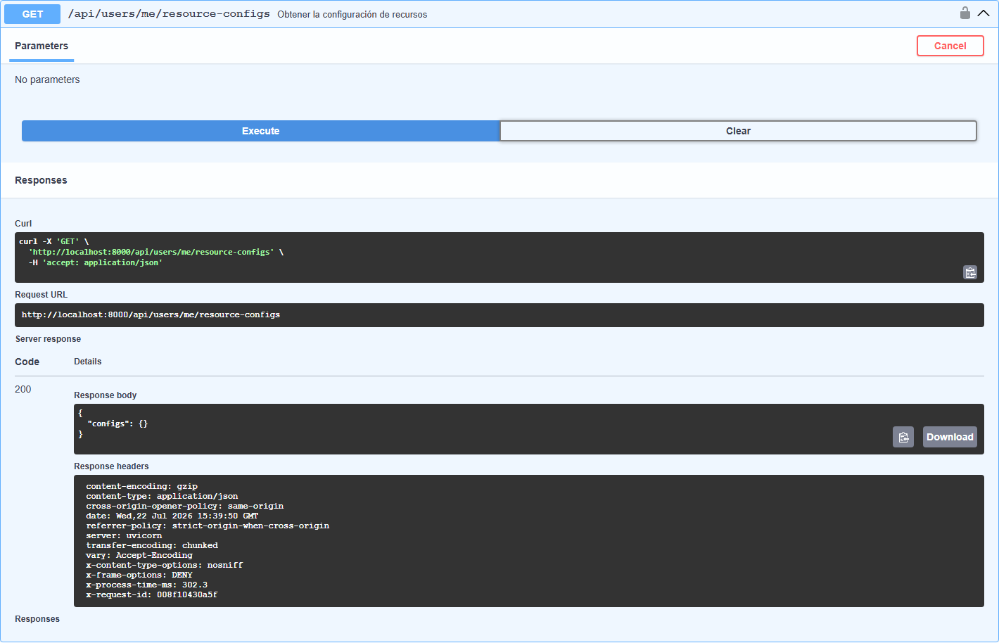 GET /api/users/me/resource-configs Obtener la configuración de recursos
Parameters
Cancel
No parameters
Execute
Clear
Responses
Curl
curl -X 'GET' \
'http://localhost:8000/api/users/me/resource-configs' \
-H 'accept: application/json'
Request URL
http://localhost:8000/api/users/me/resource-configs
Server response
Code Details
200
Response body
{
"configs": {}
}
Download
Response headers
content-encoding: gzip
content-type: application/json
cross-origin-opener-policy: same-origin
date: Wed,22 Jul 2026 15:39:50 GMT
referrer-policy: strict-origin-when-cross-origin
server: uvicorn
transfer-encoding: chunked
vary: Accept-Encoding
x-content-type-options: nosniff
x-frame-options: DENY
x-process-time-ms: 302.3
x-request-id: 008f10430a5f
Responses